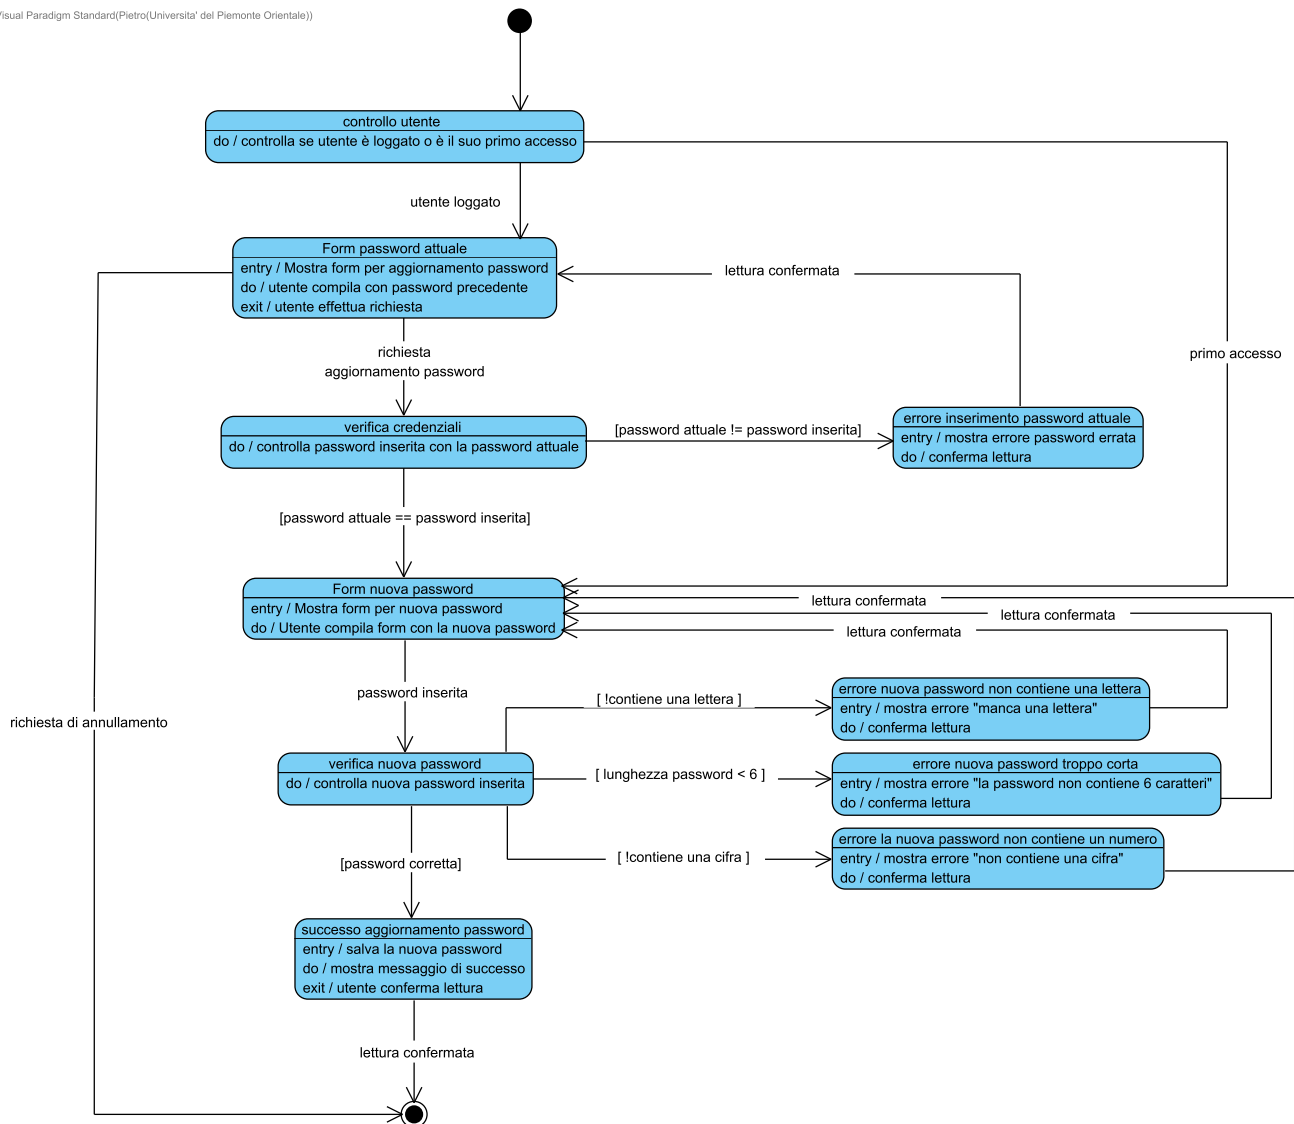 Visual Paradigm Standard(Pietro(Universita' del Piemonte Orientale))
controllo utente
do / controlla se utente è loggato o è il suo primo accesso
utente loggato
Form password attuale
entry / Mostra form per aggiornamento password
do / utente compila con password precedente
exit / utente effettua richiesta
lettura confermata
richiesta
aggiornamento password
primo accesso
verifica credenziali
do / controlla password inserita con la password attuale
[password attuale != password inserita]
errore inserimento password attuale
entry / mostra errore password errata
do / conferma lettura
[password attuale == password inserita]
Form nuova password
entry / Mostra form per nuova password
do / Utente compila form con la nuova password
lettura confermata
lettura confermata
lettura confermata
password inserita
richiesta di annullamento
[ !contiene una lettera ]
errore nuova password non contiene una lettera
entry / mostra errore "manca una lettera"
do / conferma lettura
verifica nuova password
do / controlla nuova password inserita
[ lunghezza password < 6 ]
errore nuova password troppo corta
entry / mostra errore "la password non contiene 6 caratteri"
do / conferma lettura
[ !contiene una cifra ]
errore la nuova password non contiene un numero
entry / mostra errore "non contiene una cifra"
do / conferma lettura
[password corretta]
successo aggiornamento password
entry / salva la nuova password
do / mostra messaggio di successo
exit / utente conferma lettura
lettura confermata